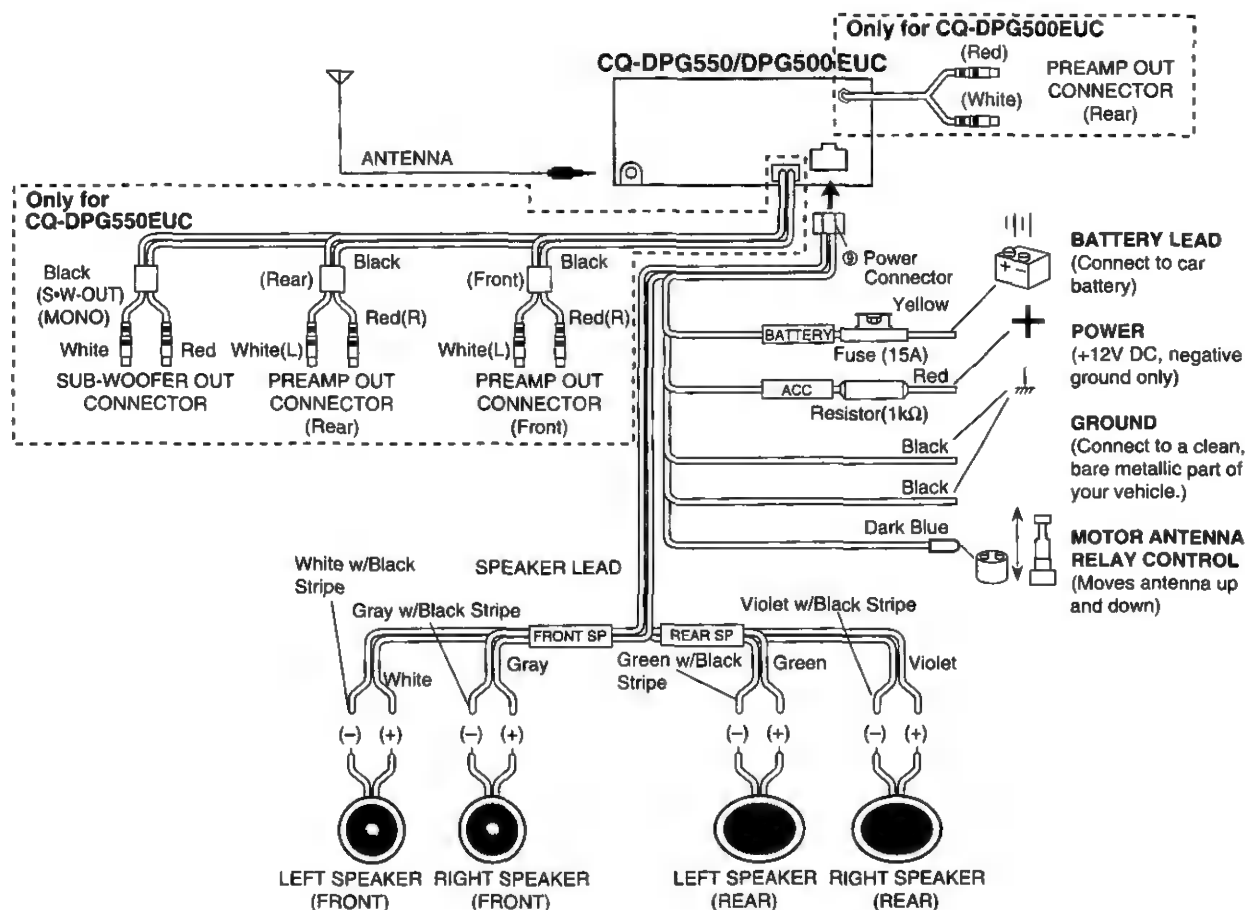 Only for CQ-DPG500EUC
(Red)
CQ-DPG550/DPG500 EUC
PREAMP OUT
CONNECTOR
(Rear)
(White)
ANTENNA
Only for
CQ-DPG550EUC
Black
(S•W-OUT)
(MONO)
White
Red
SUB-WOOFER OUT
CONNECTOR
(Rear)
Black
White(L)
Red(R)
PREAMP OUT
CONNECTOR
(Rear)
(Front)
Black
White(L)
Red(R)
PREAMP OUT
CONNECTOR
(Front)
⑨ Power
Connector
Yellow
BATTERY
Fuse (15A)
+ −
BATTERY LEAD
(Connect to car
battery)
Red
ACC
Resistor(1kΩ)
POWER
(+12V DC, negative
ground only)
Black
Black
GROUND
(Connect to a clean,
bare metallic part of
your vehicle.)
Dark Blue
MOTOR ANTENNA
RELAY CONTROL
(Moves antenna up
and down)
SPEAKER LEAD
White w/Black
Stripe
Gray w/Black Stripe
FRONT SP
REAR SP
Violet w/Black Stripe
White
Gray
Green w/Black
Stripe
Green
Violet
(−) (+)
(−) (+)
(−) (+)
(−) (+)
LEFT SPEAKER
(FRONT)
RIGHT SPEAKER
(FRONT)
LEFT SPEAKER
(REAR)
RIGHT SPEAKER
(REAR)